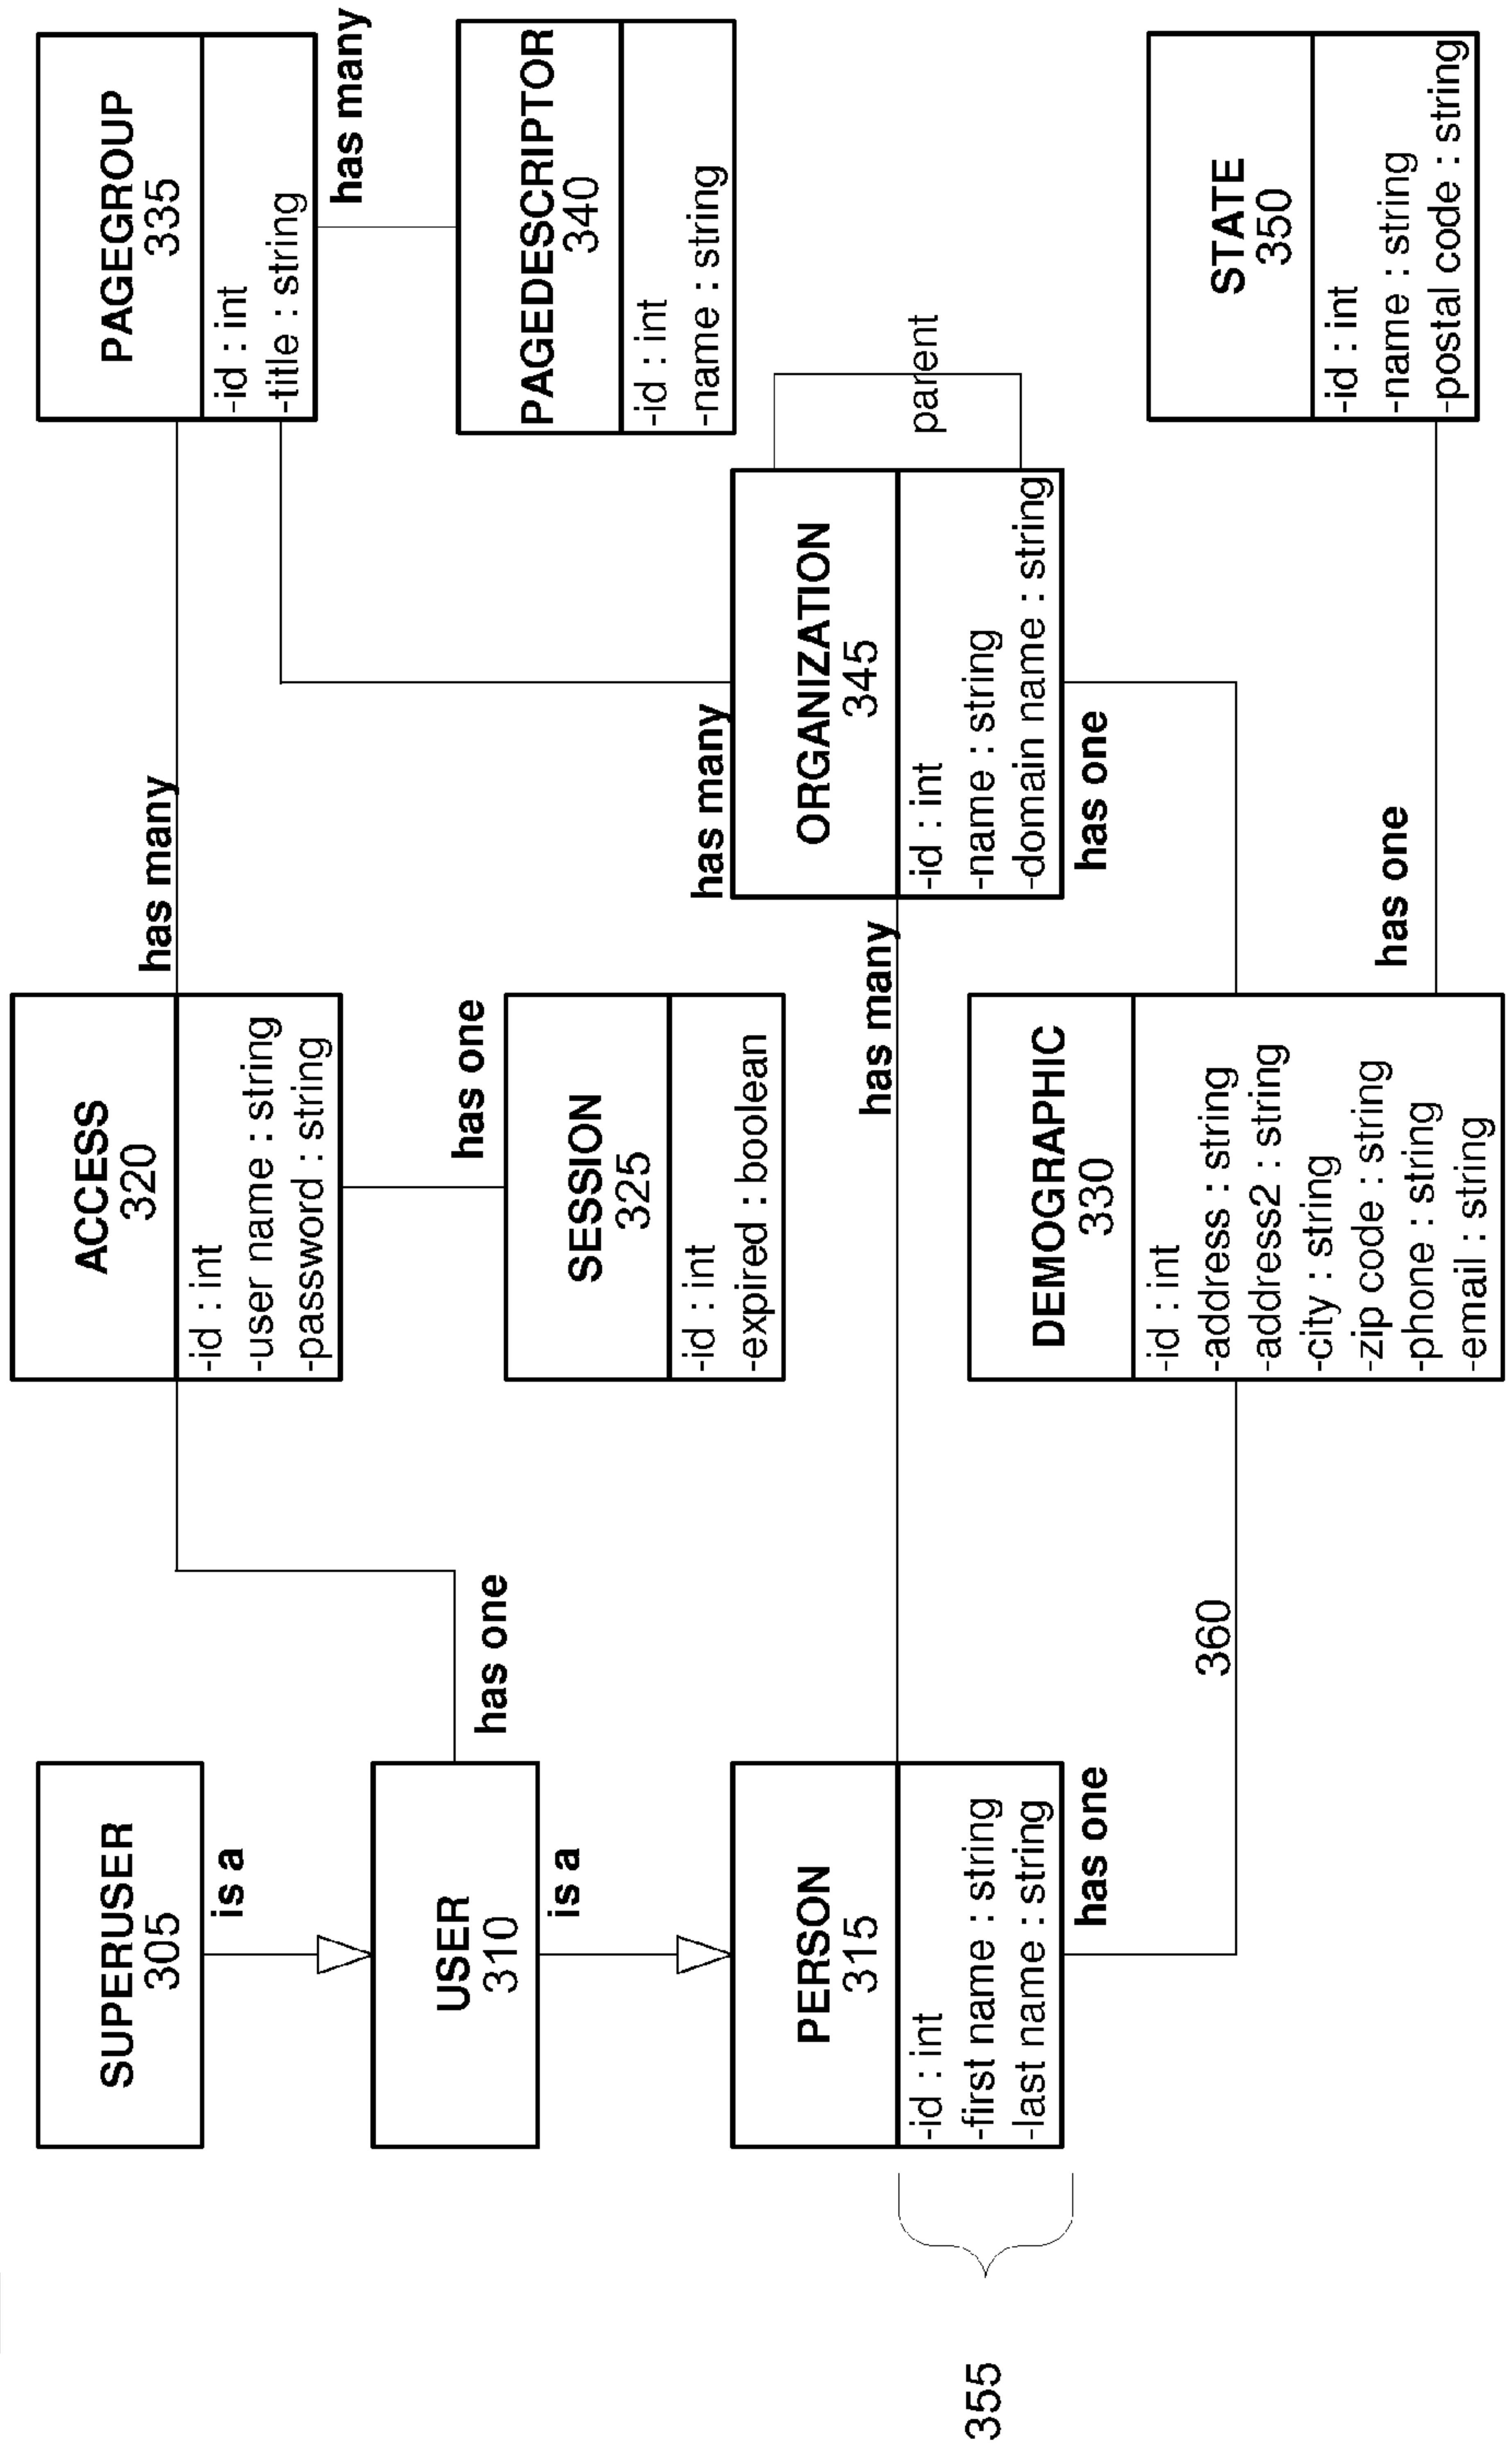 SUPERUSER
305
is a
USER
310
has one
is a
PERSON
315
-id : int
-first name : string
-last name : string
has one
355
360
ACCESS
320
-id : int
-user name : string
-password : string
has many
has one
SESSION
325
-id : int
-expired : boolean
has many
DEMOGRAPHIC
330
-id : int
-address : string
-address2 : string
-city : string
-zip code : string
-phone : string
-email : string
has one
PAGEGROUP
335
-id : int
-title : string
has many
PAGEDESCRIPTOR
340
-id : int
-name : string
has many
ORGANIZATION
345
-id : int
-name : string
-domain name : string
has one
parent
STATE
350
-id : int
-name : string
-postal code : string